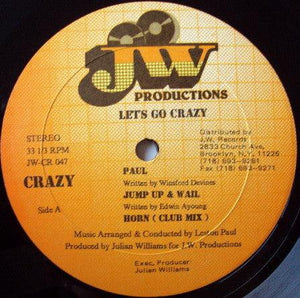 JW
PRODUCTIONS
LET'S GO CRAZY
STEREO
33 1/3 RPM
JW-CR 047
CRAZY
Side A
Distributed by
J.W. Records
2833 Church Ave.
Brooklyn, N.Y. 11226
PAUL
Written by Winsford Devines
JUMP UP & WAIL
Written by Edwin Ayoung
HORN ( CLUB MIX )
Music Arranged & Conducted by Leston Paul
Produced by Julian Williams for J.W. Productions
Exec. Producer
Julian Williams